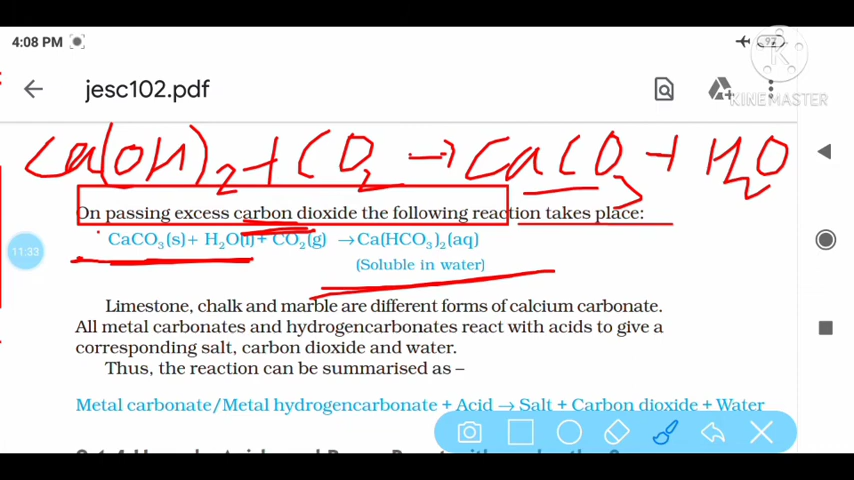 4:08 PM
92
jesc102.pdf
KINEMASTER
Ca(OH)2 + CO2 → CaCO3 + H2O
On passing excess carbon dioxide the following reaction takes place:
CaCO3(s)+ H2O(l)+ CO2(g) →Ca(HCO3)2(aq)
(Soluble in water)
11:33
Limestone, chalk and marble are different forms of calcium carbonate.
All metal carbonates and hydrogencarbonates react with acids to give a
corresponding salt, carbon dioxide and water.
Thus, the reaction can be summarised as –
Metal carbonate/Metal hydrogencarbonate + Acid → Salt + Carbon dioxide + Water